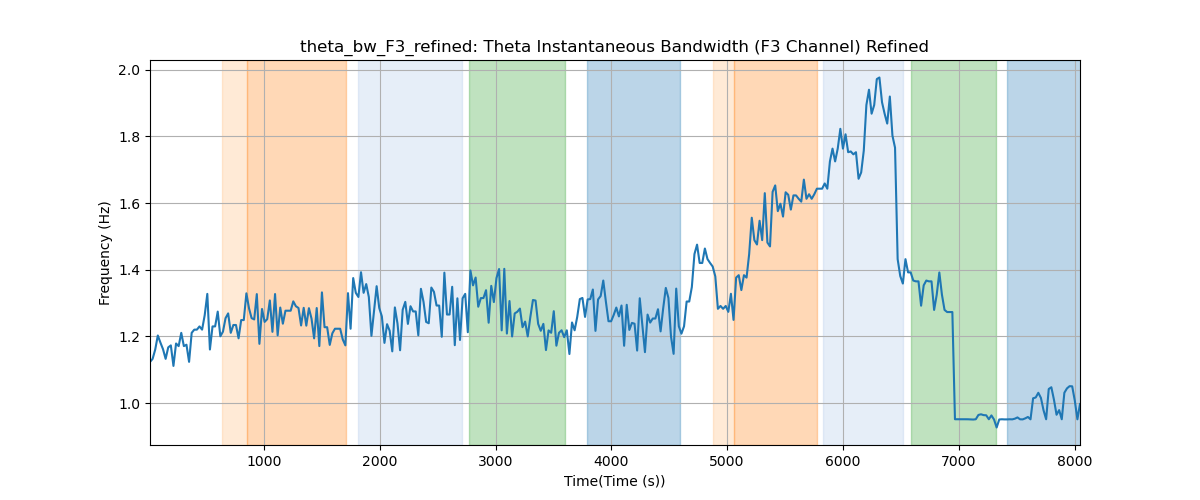 theta_bw_F3_refined: Theta Instantaneous Bandwidth (F3 Channel) Refined
2.0
1.8
1.6
1.4
1.2
1.0
Frequency (Hz)
1000 2000 3000 4000 5000 6000 7000 8000
Time(Time (s))